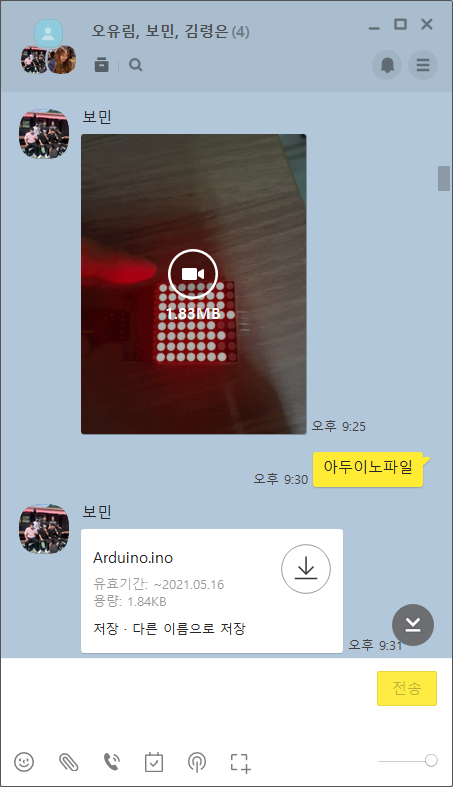 오유림, 보민, 김령은 (4)
보민
1.83MB
오후 9:25
아두이노파일
오후 9:30
보민
Arduino.ino
유효기간: ~2021.05.16
용량: 1.84KB
저장 · 다른 이름으로 저장
오후 9:31
전송